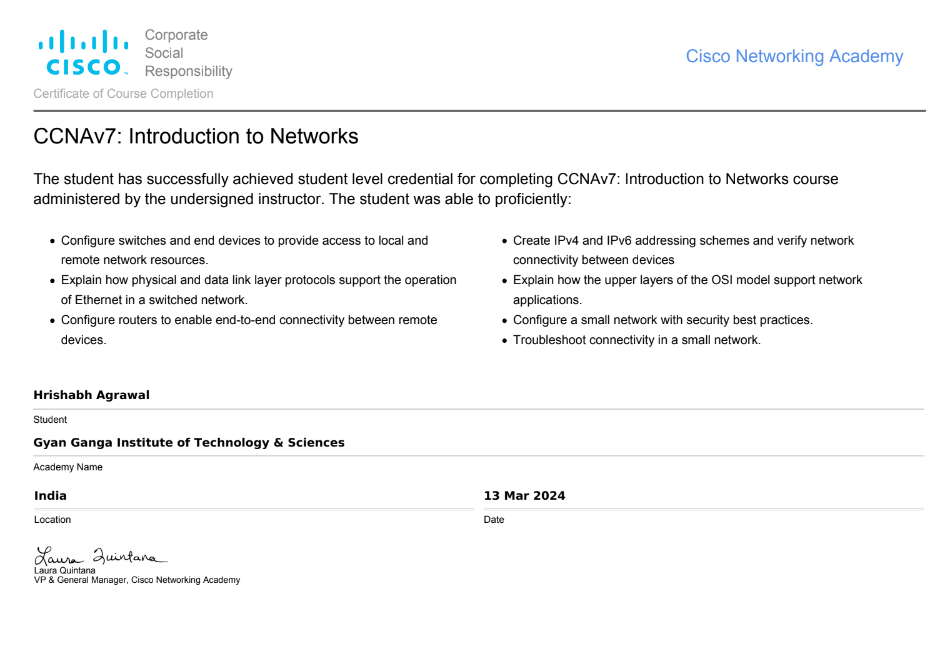 CISCO
Corporate
Social
Responsibility
Cisco Networking Academy
Certificate of Course Completion
CCNAv7: Introduction to Networks
The student has successfully achieved student level credential for completing CCNAv7: Introduction to Networks course
administered by the undersigned instructor. The student was able to proficiently:
• Configure switches and end devices to provide access to local and
remote network resources.
• Explain how physical and data link layer protocols support the operation
of Ethernet in a switched network.
• Configure routers to enable end-to-end connectivity between remote
devices.
• Create IPv4 and IPv6 addressing schemes and verify network
connectivity between devices
• Explain how the upper layers of the OSI model support network
applications.
• Configure a small network with security best practices.
• Troubleshoot connectivity in a small network.
Hrishabh Agrawal
Student
Gyan Ganga Institute of Technology & Sciences
Academy Name
India
Location
13 Mar 2024
Date
Laura Quintana
Laura Quintana
VP & General Manager, Cisco Networking Academy